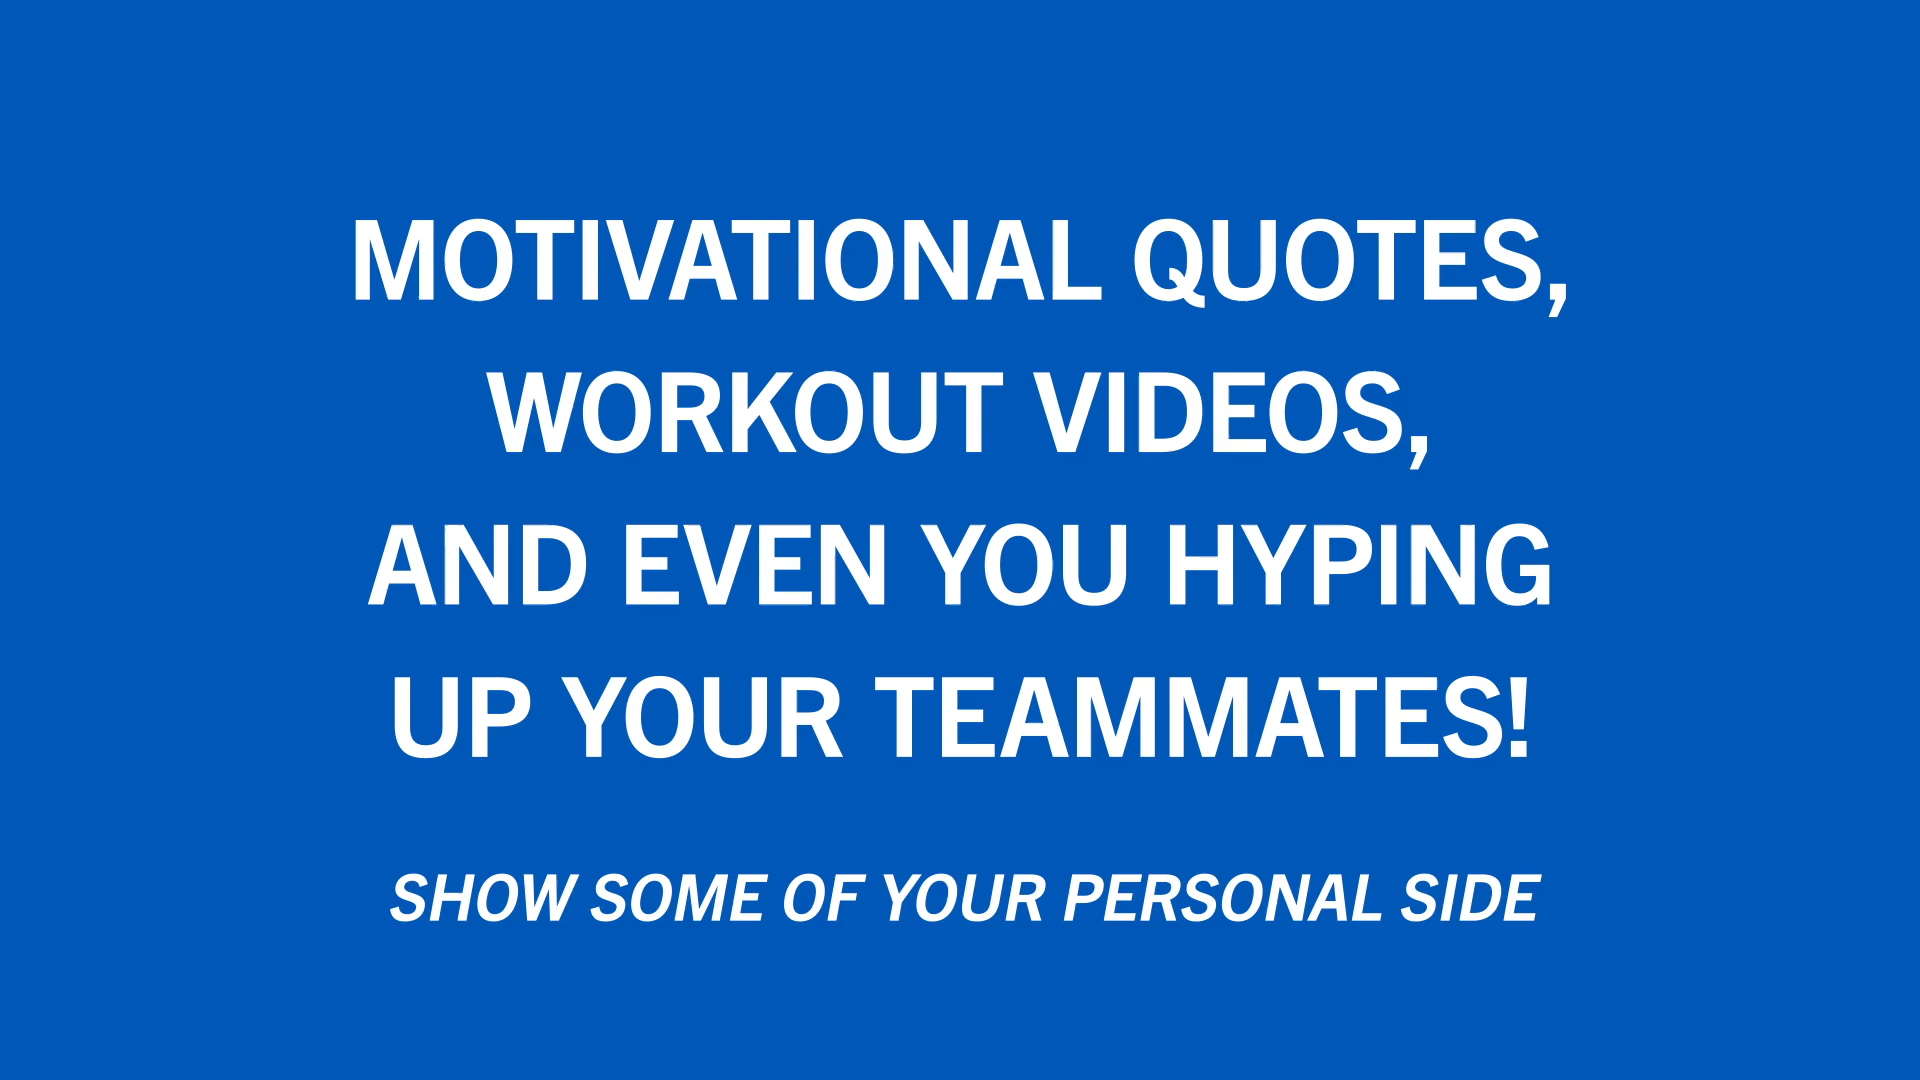 MOTIVATIONAL QUOTES,
WORKOUT VIDEOS,
AND EVEN YOU HYPING
UP YOUR TEAMMATES!
SHOW SOME OF YOUR PERSONAL SIDE